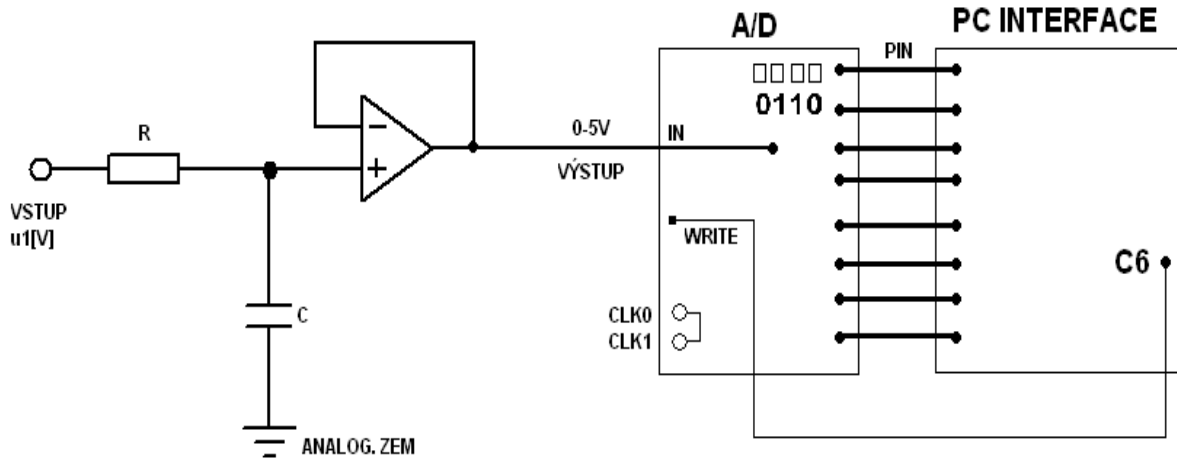 A/D
PC INTERFACE
PIN
0110
R
−
+
0-5V
IN
VÝSTUP
VSTUP
u1[V]
WRITE
C6
C
CLK0
CLK1
ANALOG. ZEM